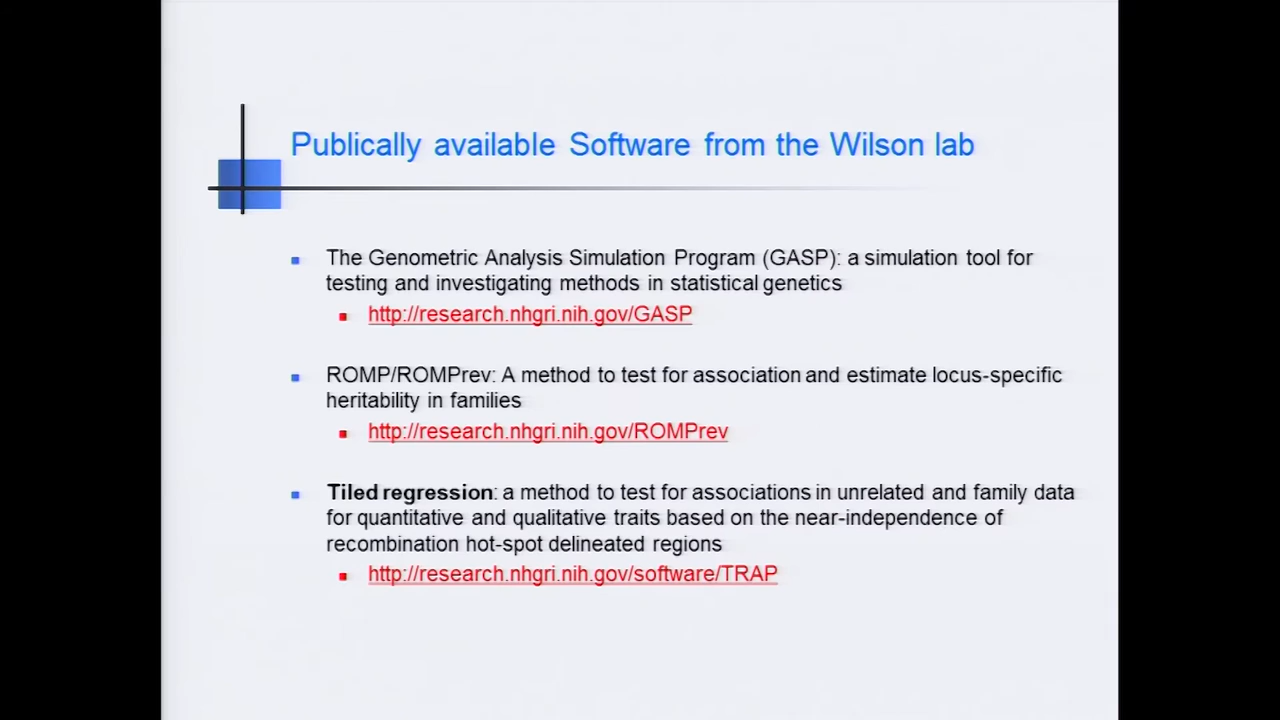 Publically available Software from the Wilson lab
The Genometric Analysis Simulation Program (GASP): a simulation tool for
testing and investigating methods in statistical genetics
http://research.nhgri.nih.gov/GASP
ROMP/ROMPrev: A method to test for association and estimate locus-specific
heritability in families
http://research.nhgri.nih.gov/ROMPrev
Tiled regression: a method to test for associations in unrelated and family data
for quantitative and qualitative traits based on the near-independence of
recombination hot-spot delineated regions
http://research.nhgri.nih.gov/software/TRAP